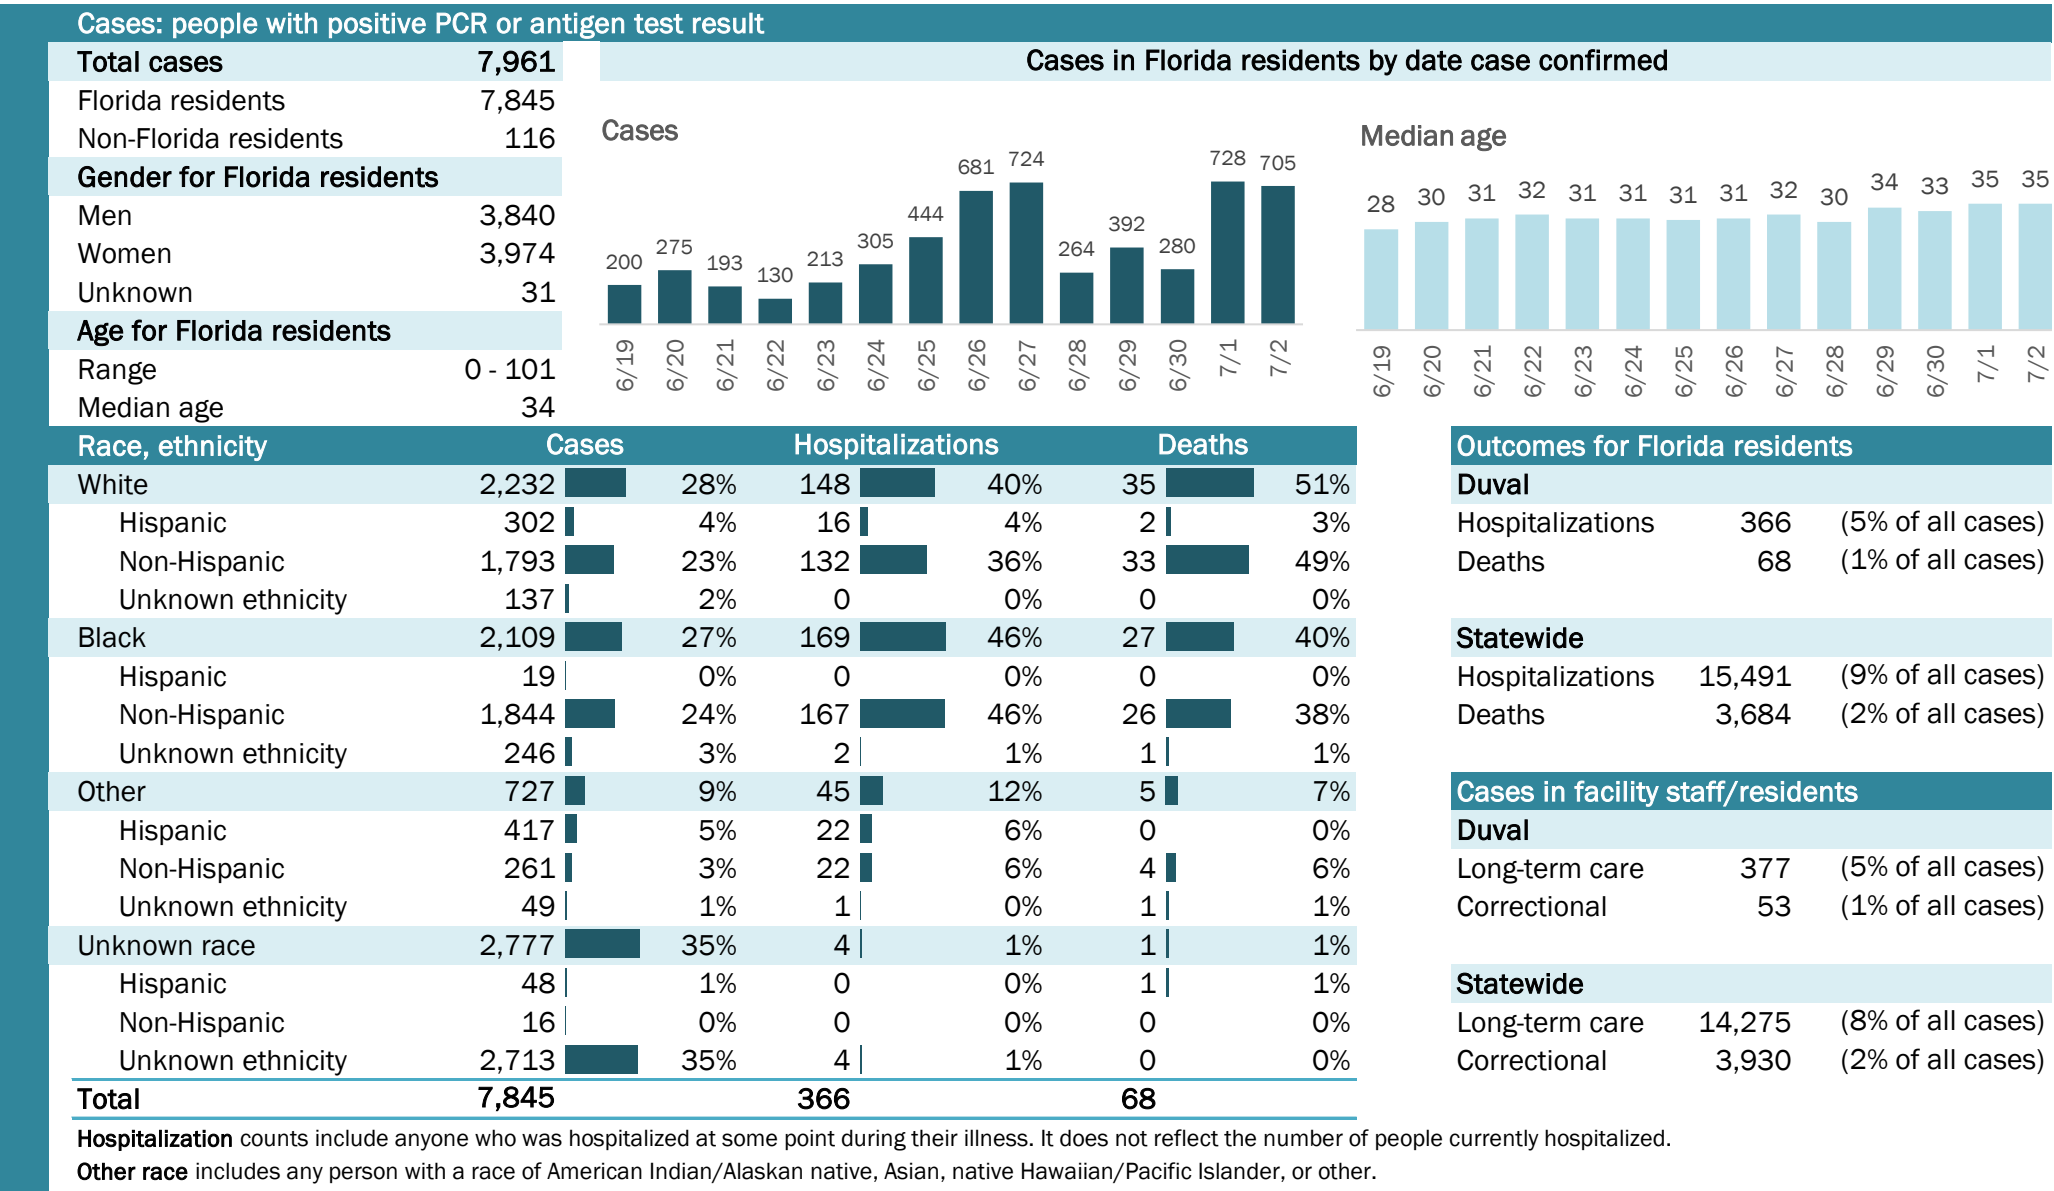 Cases: people with positive PCR or antigen test result
Total cases 7,961
Florida residents 7,845
Non-Florida residents 116
Gender for Florida residents
Men 3,840
Women 3,974
Unknown 31
Age for Florida residents
Range 0 - 101
Median age 34
Cases in Florida residents by date case confirmed
Cases
200 275 193 130 213 305 444 681 724 264 392 280 728 705
6/19 6/20 6/21 6/22 6/23 6/24 6/25 6/26 6/27 6/28 6/29 6/30 7/1 7/2
Median age
28 30 31 32 31 31 31 31 32 30 34 33 35 35
6/19 6/20 6/21 6/22 6/23 6/24 6/25 6/26 6/27 6/28 6/29 6/30 7/1 7/2
Race, ethnicity Cases Hospitalizations Deaths
White 2,232 28% 148 40% 35 51%
Hispanic 302 4% 16 4% 2 3%
Non-Hispanic 1,793 23% 132 36% 33 49%
Unknown ethnicity 137 2% 0 0% 0 0%
Black 2,109 27% 169 46% 27 40%
Hispanic 19 0% 0 0% 0 0%
Non-Hispanic 1,844 24% 167 46% 26 38%
Unknown ethnicity 246 3% 2 1% 1 1%
Other 727 9% 45 12% 5 7%
Hispanic 417 5% 22 6% 0 0%
Non-Hispanic 261 3% 22 6% 4 6%
Unknown ethnicity 49 1% 1 0% 1 1%
Unknown race 2,777 35% 4 1% 1 1%
Hispanic 48 1% 0 0% 1 1%
Non-Hispanic 16 0% 0 0% 0 0%
Unknown ethnicity 2,713 35% 4 1% 0 0%
Total 7,845 366 68
Outcomes for Florida residents
Duval
Hospitalizations 366 (5% of all cases)
Deaths 68 (1% of all cases)
Statewide
Hospitalizations 15,491 (9% of all cases)
Deaths 3,684 (2% of all cases)
Cases in facility staff/residents
Duval
Long-term care 377 (5% of all cases)
Correctional 53 (1% of all cases)
Statewide
Long-term care 14,275 (8% of all cases)
Correctional 3,930 (2% of all cases)
Hospitalization counts include anyone who was hospitalized at some point during their illness. It does not reflect the number of people currently hospitalized.
Other race includes any person with a race of American Indian/Alaskan native, Asian, native Hawaiian/Pacific Islander, or other.